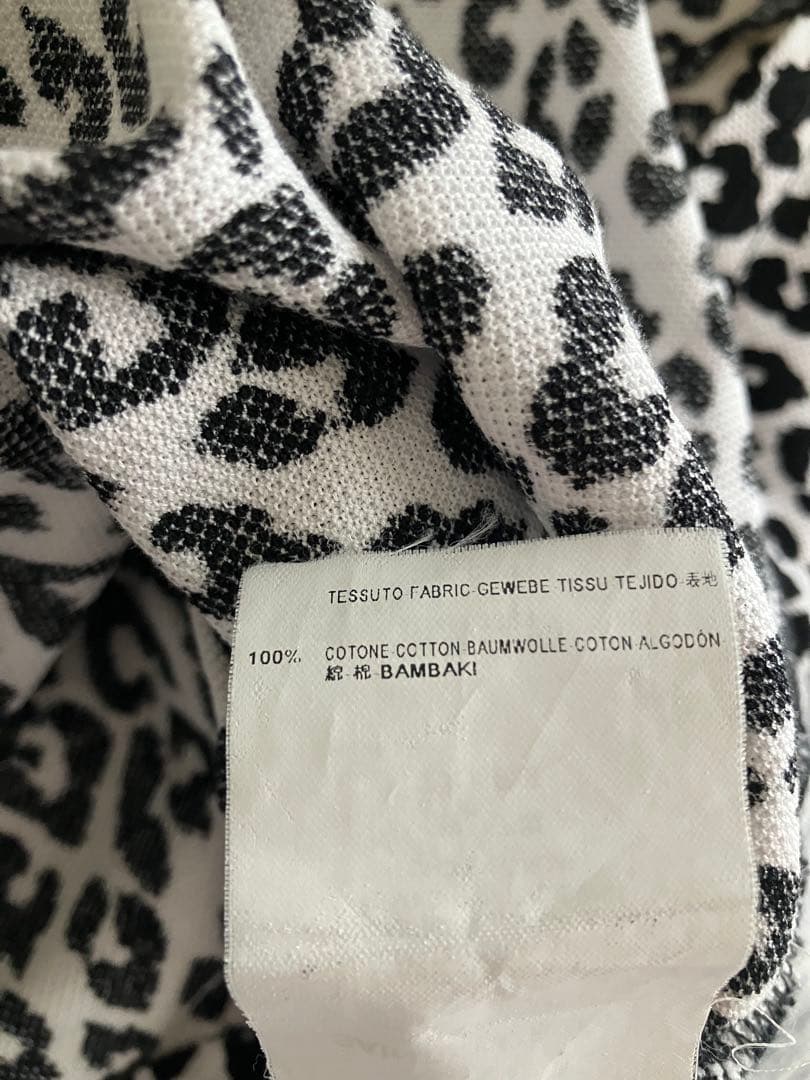 TESSUTO-FABRIC-GEWEBE TISSU TEJIDO-表地
100% COTONE-COTTON-BAUMWOLLE-COTON-ALGODÓN-
綿-棉-BAMBAKI